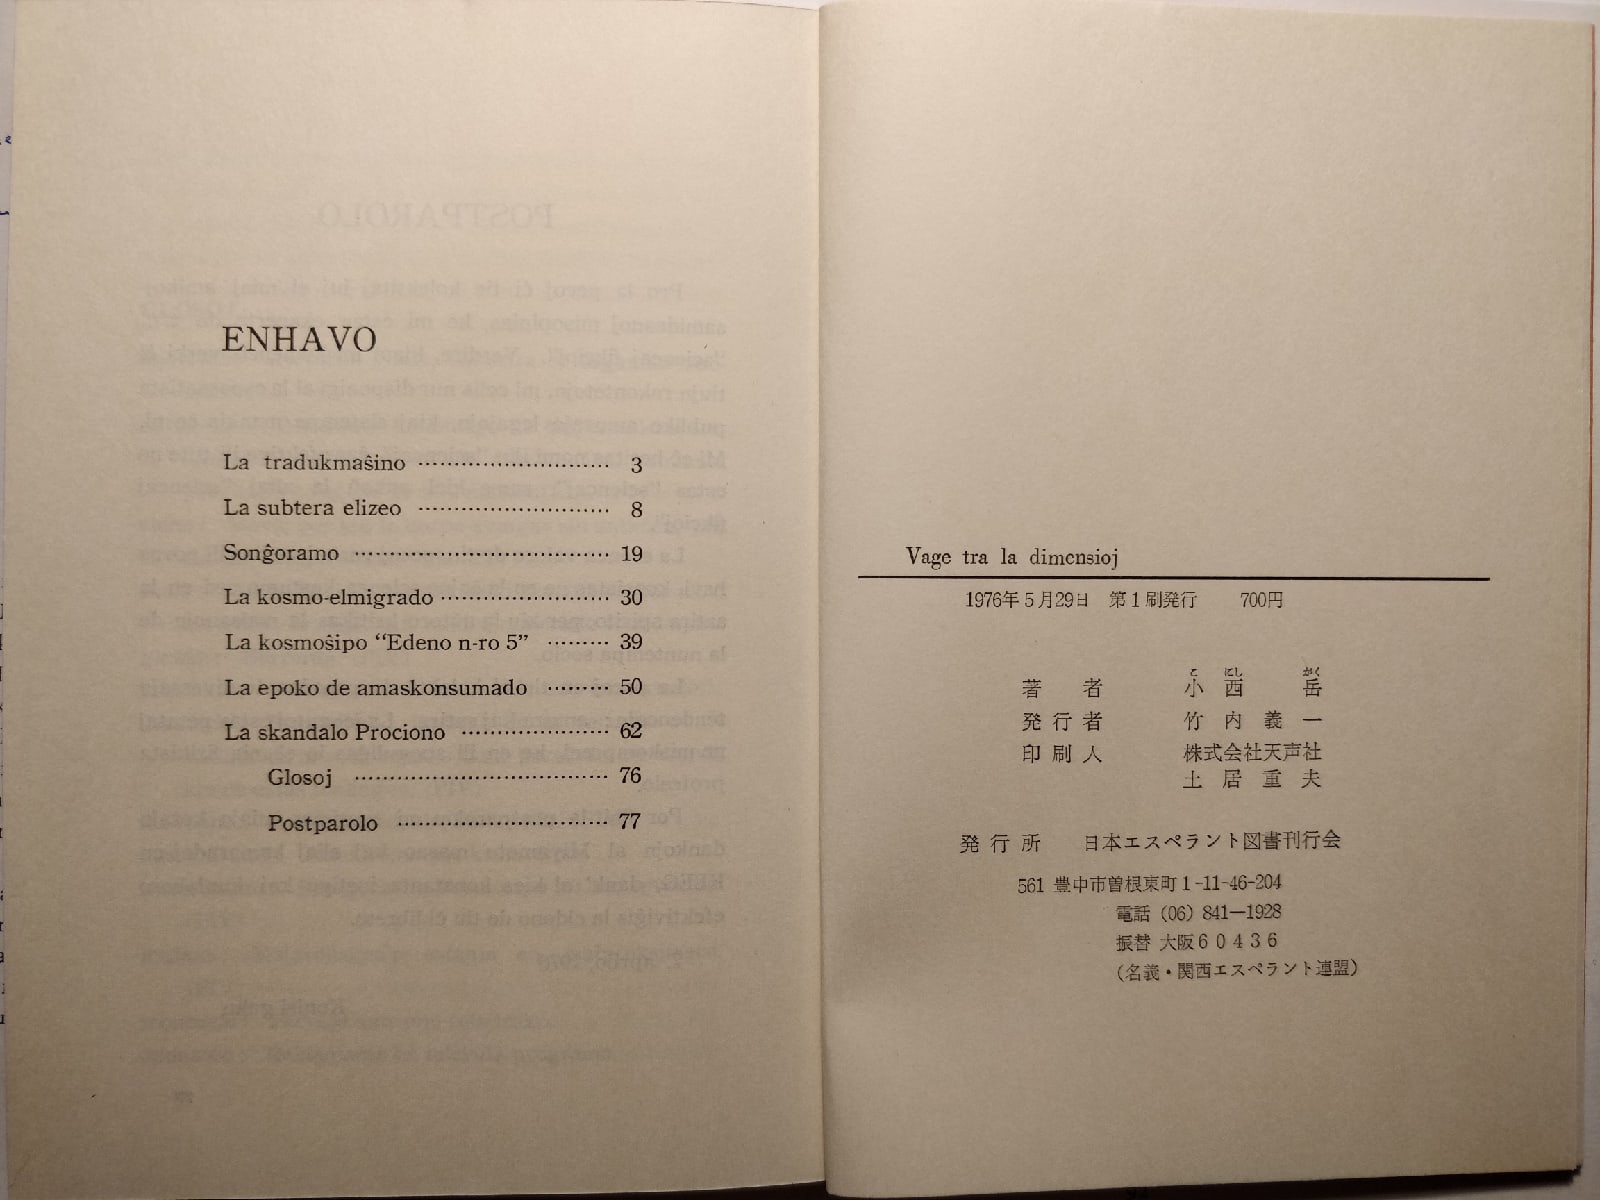 ENHAVO
La tradukmaŝino ………………………… 3
La subtera elizeo ………………………… 8
Sonĝoramo ………………………………… 19
La kosmo-elmigrado ……………………… 30
La kosmoŝipo “Edeno n-ro 5” ……… 39
La epoko de amaskonsumado ……… 50
La skandalo Prociono ………………… 62
Glosoj ………………………………… 76
Postparolo …………………………… 77
Vage tra la dimensioj
1976年5月29日 第1刷発行 700円
こ にし がく
著者 小西岳
発行者 竹内義一
印刷人 株式会社天声社
土居重夫
発行所 日本エスペラント図書刊行会
561 豊中市曽根東町1-11-46-204
電話 (06) 841―1928
振替 大阪60436
(名義・関西エスペラント連盟)